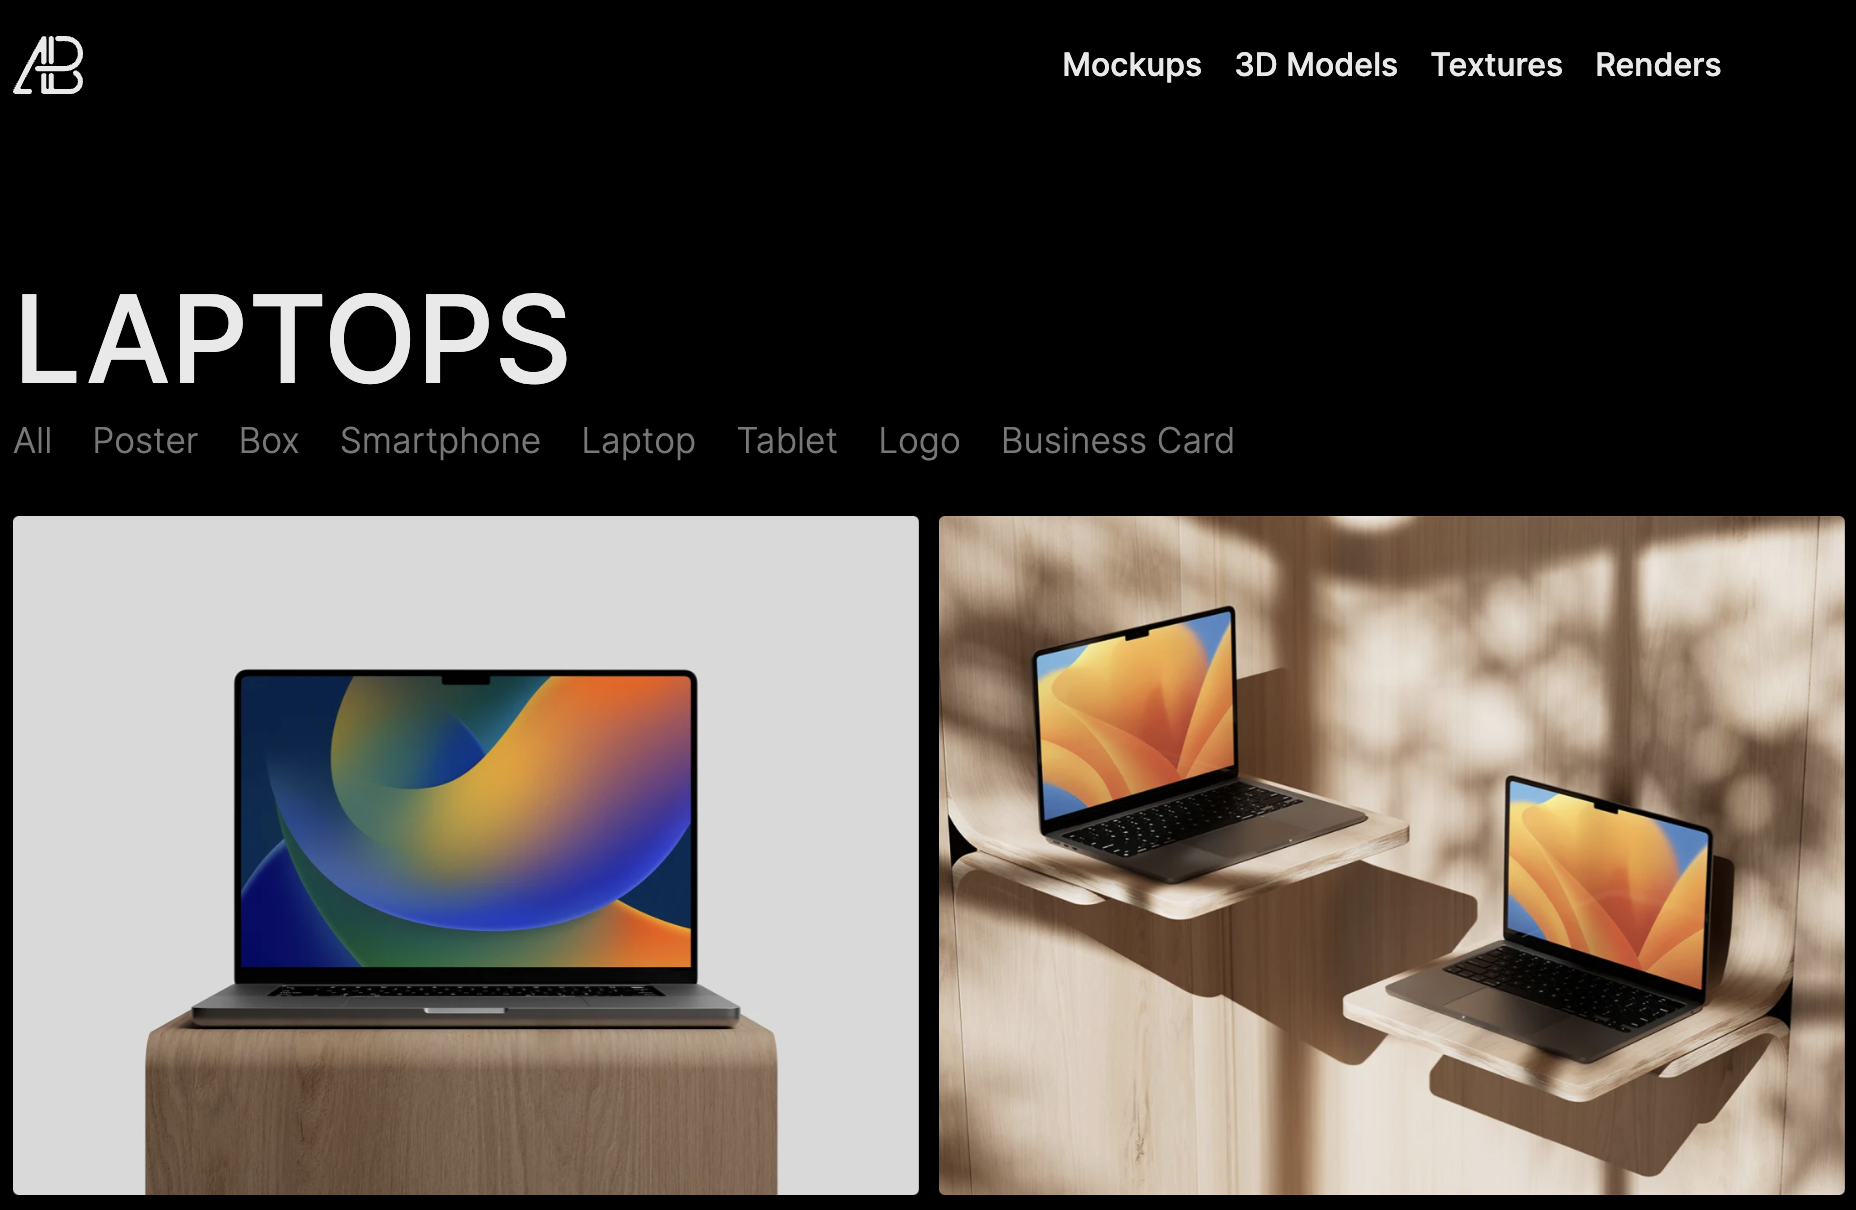 AB
Mockups 3D Models Textures Renders
LAPTOPS
All Poster Box Smartphone Laptop Tablet Logo Business Card